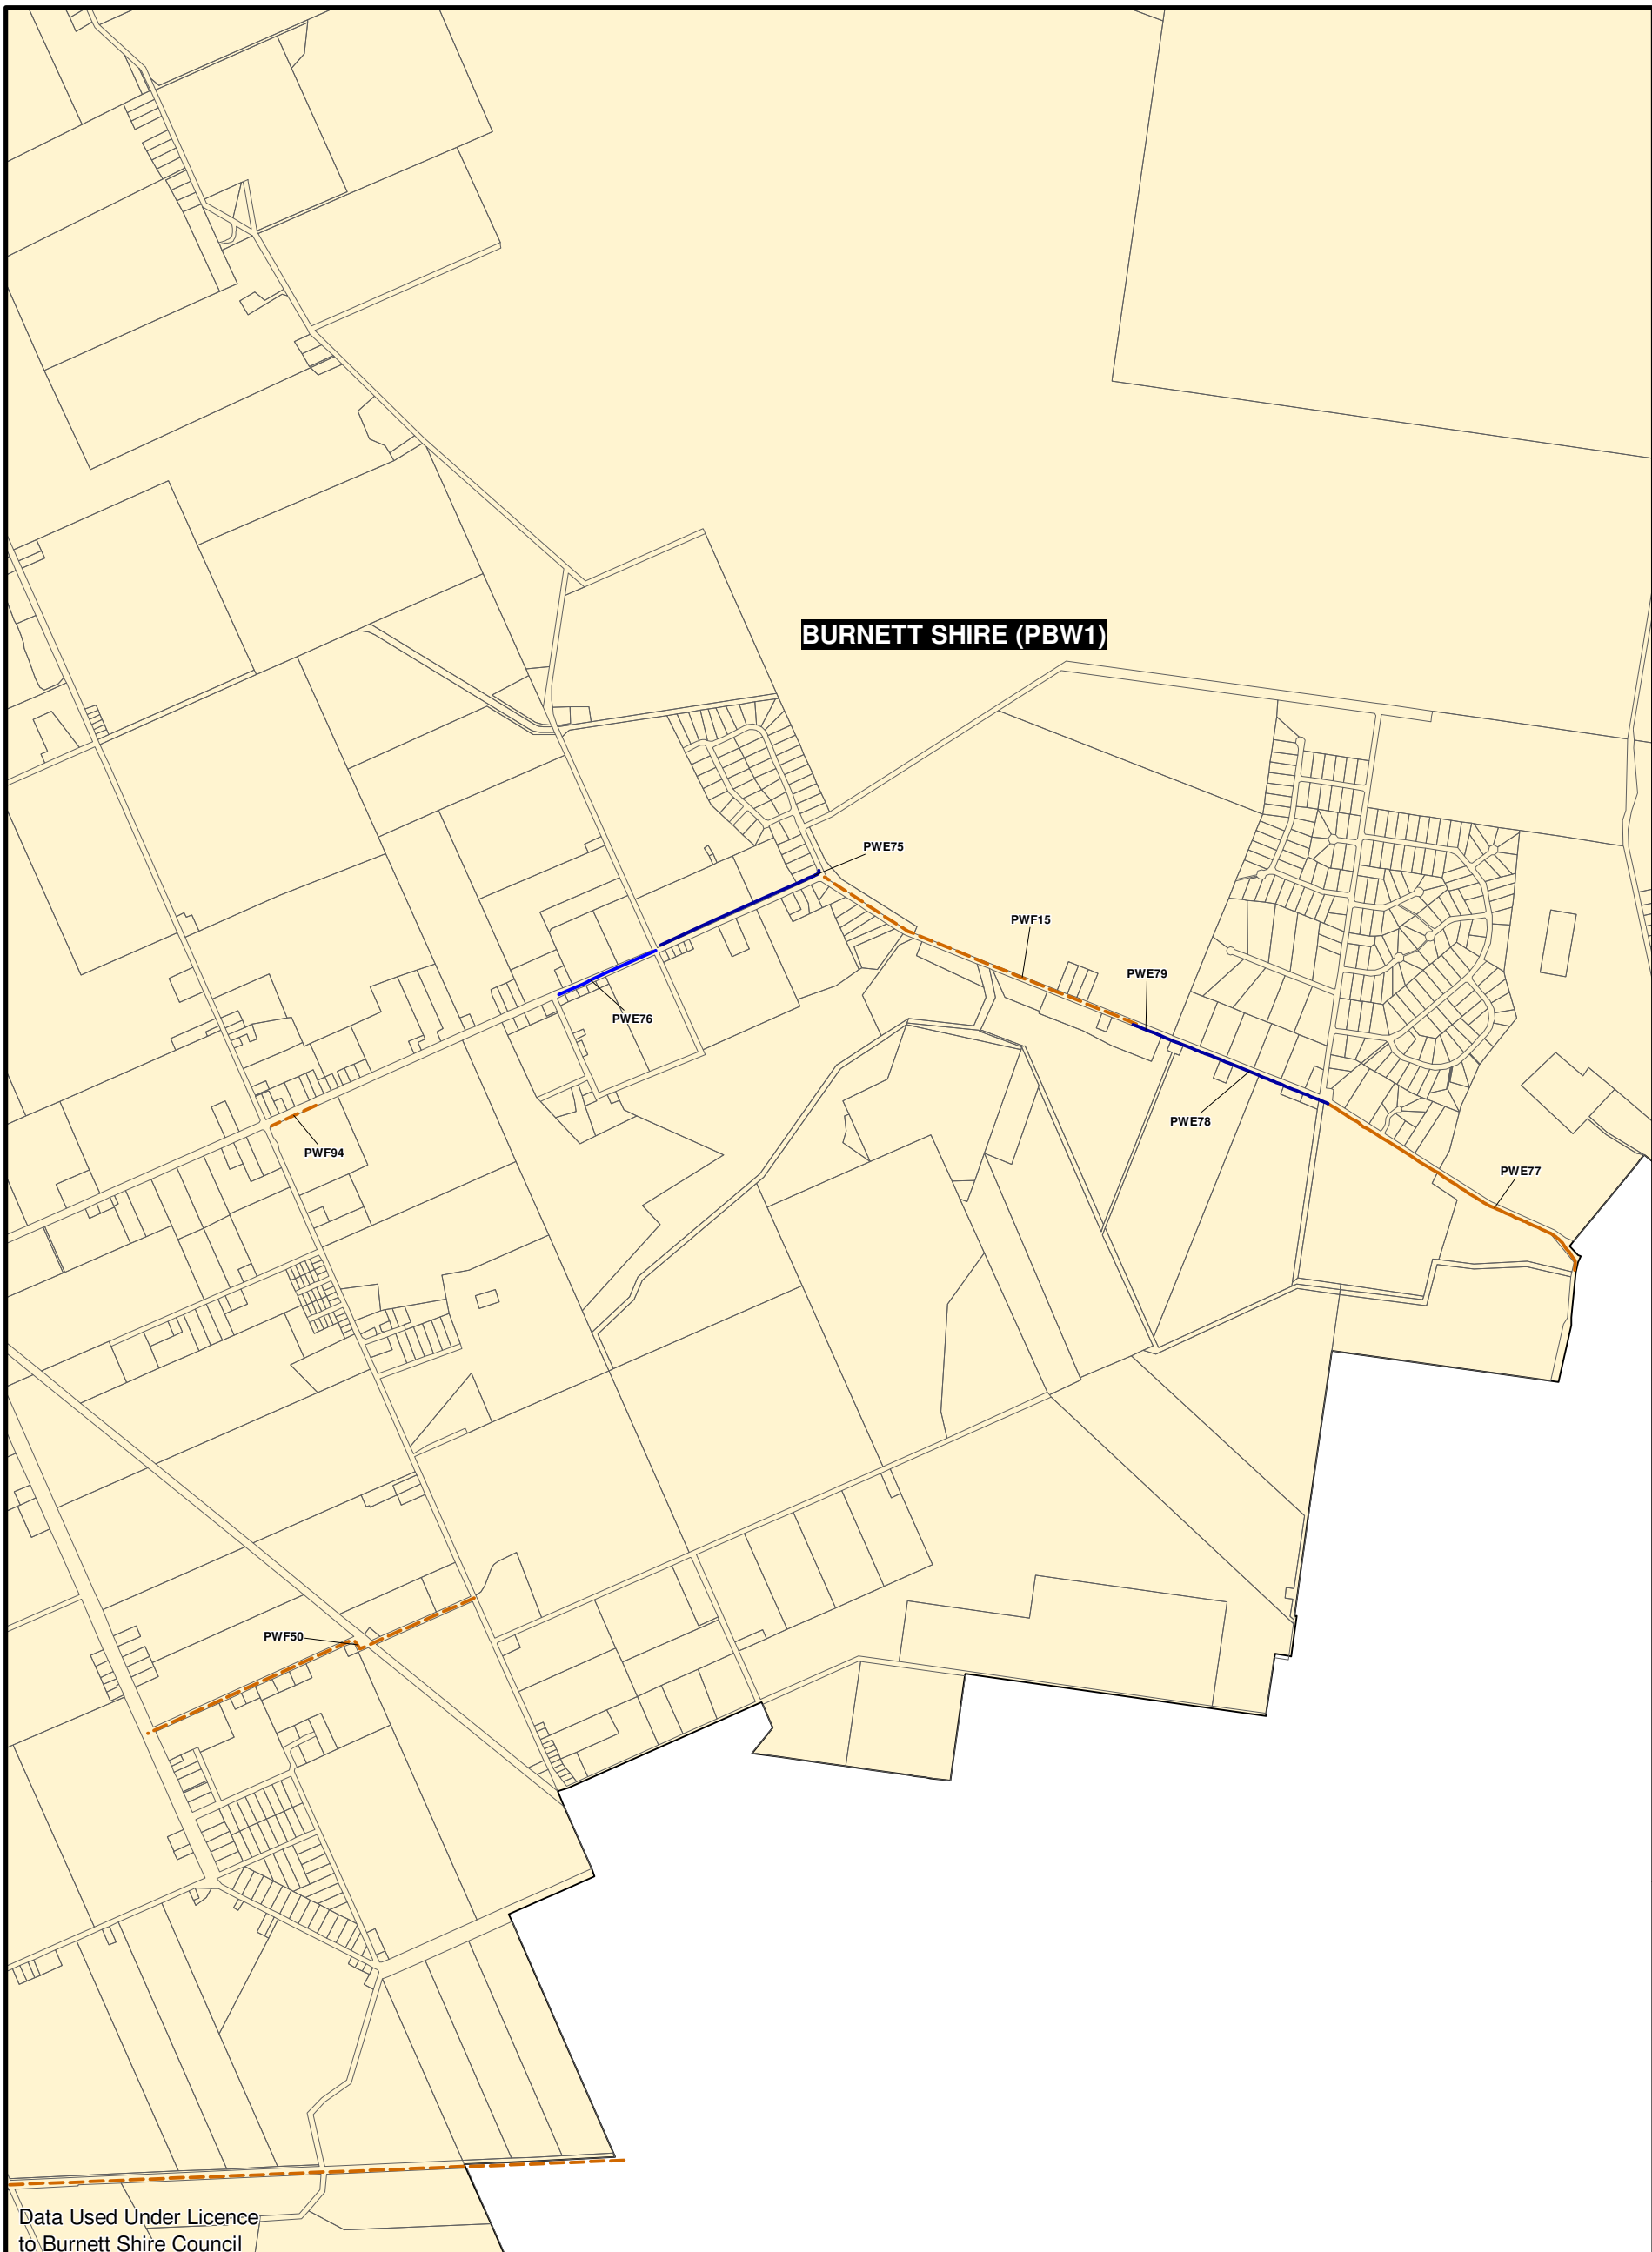 BURNETT SHIRE (PBW1)
PWE75
PWF15
PWE79
PWE76
PWE78
PWF94
PWE77
PWF50
Data Used Under Licence
to Burnett Shire Council